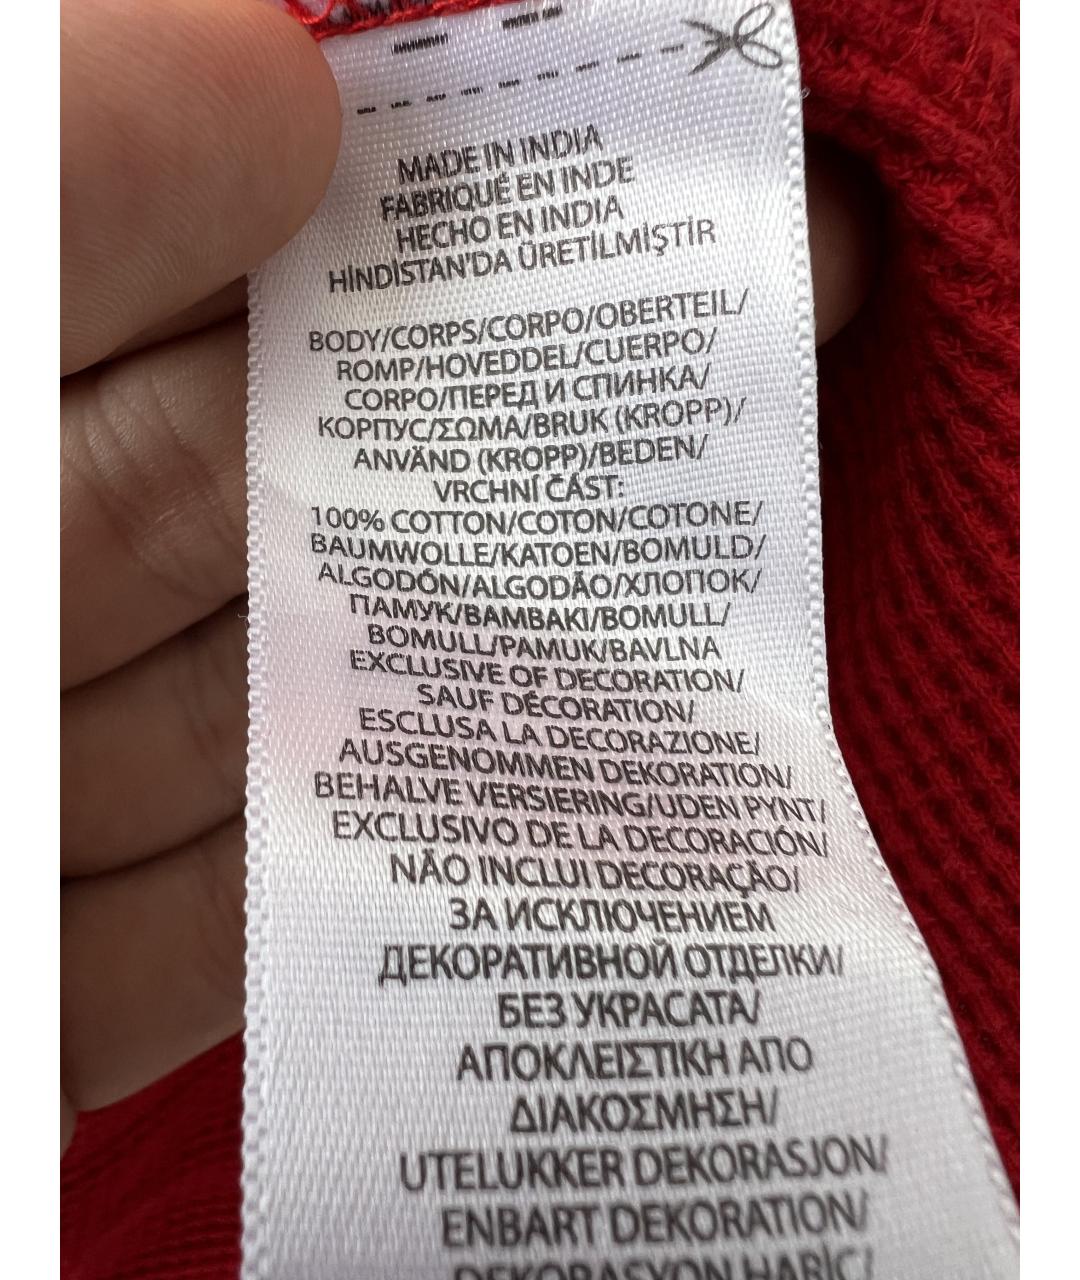 MADE IN INDIA
FABRIQUÉ EN INDE
HECHO EN INDIA
HİNDİSTAN'DA ÜRETİLMİŞTİR
BODY/CORPS/CORPO/OBERTEIL/
ROMP/HOVEDDEL/CUERPO/
CORPO/ПЕРЕД И СПИНКА/
КОРПУС/ΣΩΜΑ/BRUK (KROPP)/
ANVÄND (KROPP)/BEDEN/
VRCHNÍ ČÁST:
100% COTTON/COTON/COTONE/
BAUMWOLLE/KATOEN/BOMULD/
ALGODÓN/ALGODÃO/ХЛОПОК/
ПАМУК/BAMBAKI/BOMULL/
BOMULL/PAMUK/BAVLNA
EXCLUSIVE OF DECORATION/
SAUF DÉCORATION/
ESCLUSA LA DECORAZIONE/
AUSGENOMMEN DEKORATION/
BEHALVE VERSIERING/UDEN PYNT/
EXCLUSIVO DE LA DECORACIÓN/
NÃO INCLUI DECORAÇÃO/
ЗА ИСКЛЮЧЕНИЕМ
ДЕКОРАТИВНОЙ ОТДЕЛКИ/
БЕЗ УКРАСАТА/
ΑΠΟΚΛΕΙΣΤΙΚΗ ΑΠΟ
ΔΙΑΚΟΣΜΗΣΗ/
UTELUKKER DEKORASJON/
ENBART DEKORATION/
DEKORASYON HARİÇ/